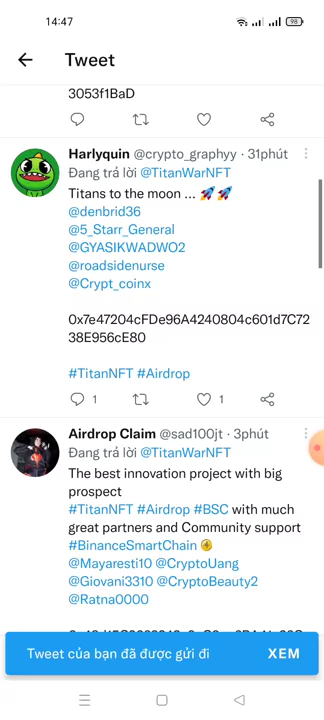 14:47
98
Tweet
3053f1BaD
Harlyquin @crypto_graphyy · 31phút
Đang trả lời @TitanWarNFT
Titans to the moon ... 🚀🚀
@denbrid36
@5_Starr_General
@GYASIKWADWO2
@roadsidenurse
@Crypt_coinx
0x7e47204cFDe96A4240804c601d7C72
38E956cE80
#TitanNFT #Airdrop
1
1
Airdrop Claim @sad100jt · 3phút
Đang trả lời @TitanWarNFT
The best innovation project with big
prospect
#TitanNFT #Airdrop #BSC with much
great partners and Community support
#BinanceSmartChain
@Mayaresti10 @CryptoUang
@Giovani3310 @CryptoBeauty2
@Ratna0000
Tweet của bạn đã được gửi đi XEM